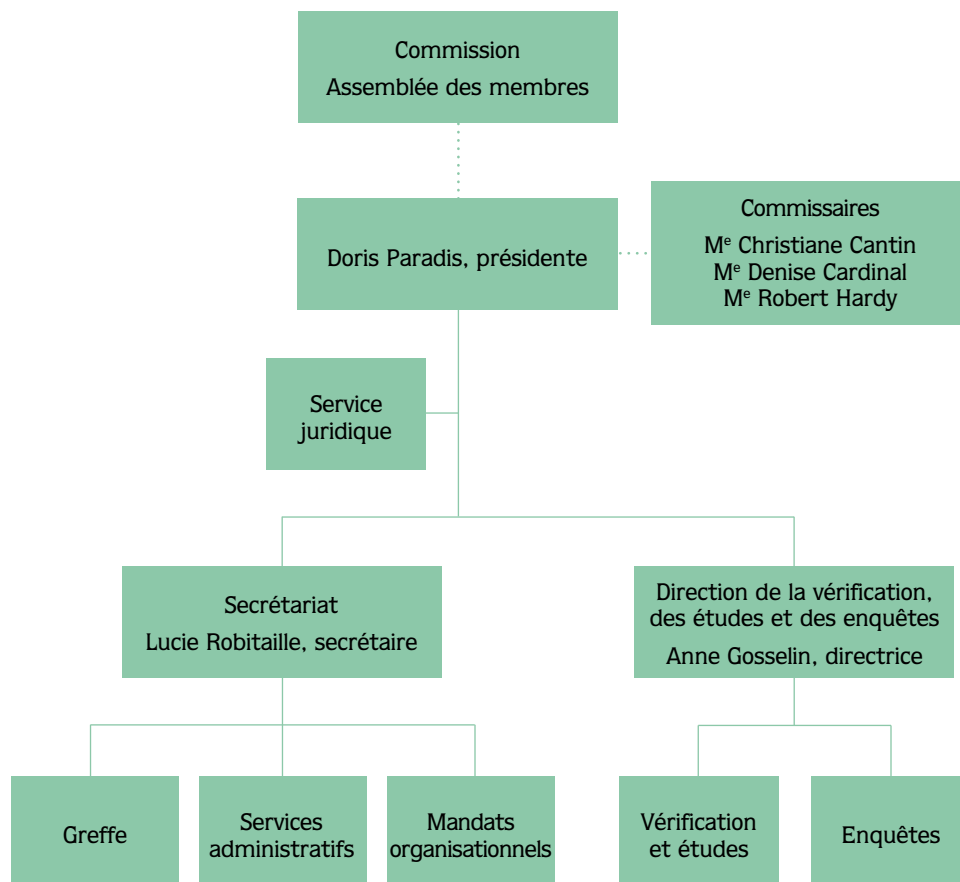 Commission
Assemblée des membres
Doris Paradis, présidente
Commissaires
Mᵉ Christiane Cantin
Mᵉ Denise Cardinal
Mᵉ Robert Hardy
Service
juridique
Secrétariat
Lucie Robitaille, secrétaire
Direction de la vérification,
des études et des enquêtes
Anne Gosselin, directrice
Greffe
Services
administratifs
Mandats
organisationnels
Vérification
et études
Enquêtes